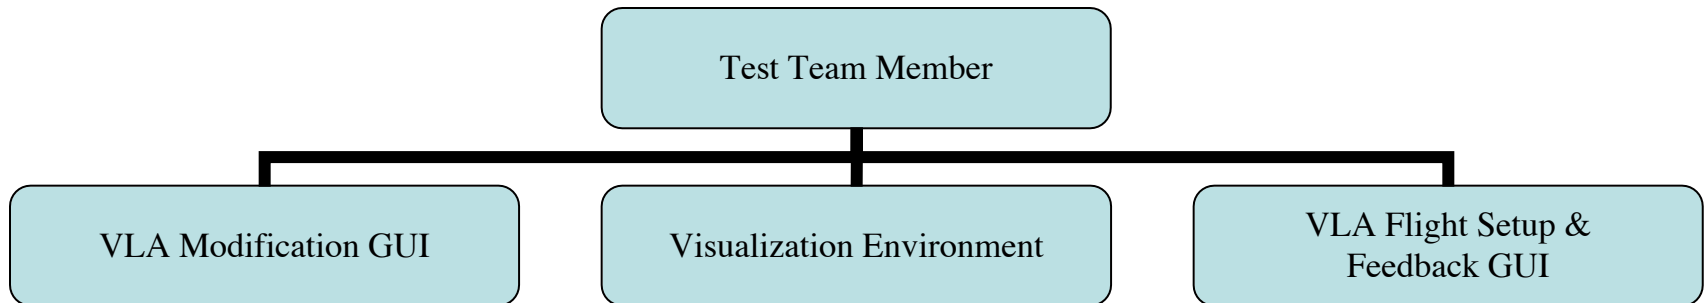 Test Team Member
VLA Modification GUI
Visualization Environment
VLA Flight Setup &
Feedback GUI